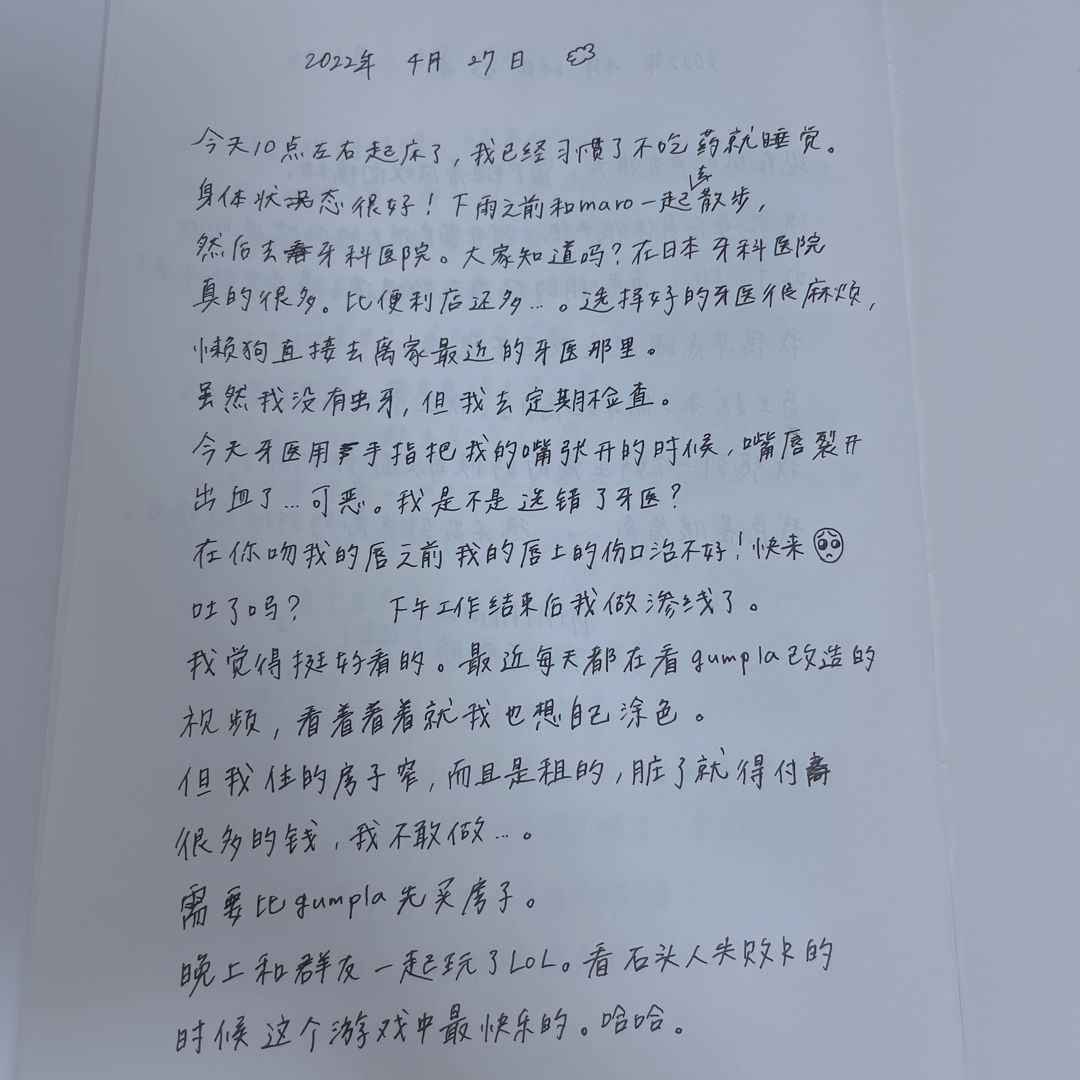 2022年 4月 27日
今天10点左右起床了,我已经习惯了不吃药就睡觉。
身体状况态很好!下雨之前和maro一起去散步,
然后去牙科医院。大家知道吗?在日本牙科医院
真的很多。比便利店还多…。选择好的牙医很麻烦,
懒狗直接去离家最近的牙医那里。
虽然我没有虫牙,但我去定期检查。
今天牙医用手指把我的嘴张开的时候,嘴唇裂开
出血了…可恶。我是不是选错了牙医?
在你吻我的唇之前我的唇上的伤口治不好!快来🥺
吐了吗? 下午工作结束后我做渗线了。
我觉得挺好看的。最近每天都在看gumpla改造的
视频,看着看着就我也想自己涂色。
但我住的房子窄,而且是租的,脏了就得付
很多的钱,我不敢做…。
需要比gumpla先买房子。
晚上和群友一起玩了LOL。看石头人失败卡的
时候这个游戏中最快乐的。哈哈。